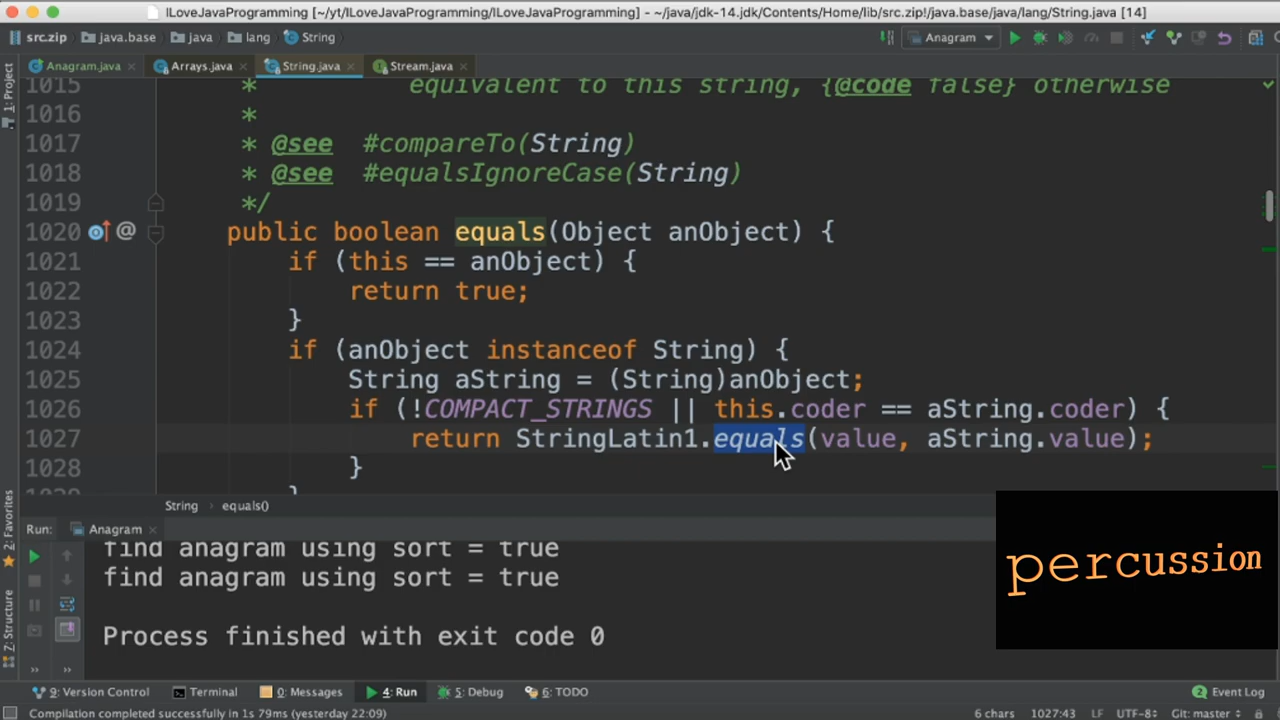 ILoveJavaProgramming [~/yt/ILoveJavaProgramming/ILoveJavaProgramming] - ~/java/jdk-14.jdk/Contents/Home/lib/src.zip!/java.base/java/lang/String.java [14]
src.zip java.base java lang String Anagram
1: Project
Anagram.java Arrays.java String.java Stream.java
1015 * equivalent to this string, {@code false} otherwise
1016 *
1017 * @see #compareTo(String)
1018 * @see #equalsIgnoreCase(String)
1019 */
1020 @ public boolean equals(Object anObject) {
1021 if (this == anObject) {
1022 return true;
1023 }
1024 if (anObject instanceof String) {
1025 String aString = (String)anObject;
1026 if (!COMPACT_STRINGS || this.coder == aString.coder) {
1027 return StringLatin1.equals(value, aString.value);
1028 }
1029 }
String › equals()
2: Favorites
7: Structure
Run: Anagram
find anagram using sort = true
find anagram using sort = true
Process finished with exit code 0
percussion
9: Version Control Terminal 0: Messages 4: Run 5: Debug 6: TODO Event Log
Compilation completed successfully in 1s 79ms (yesterday 22:09) 6 chars 1027:43 LF UTF-8 Git: master